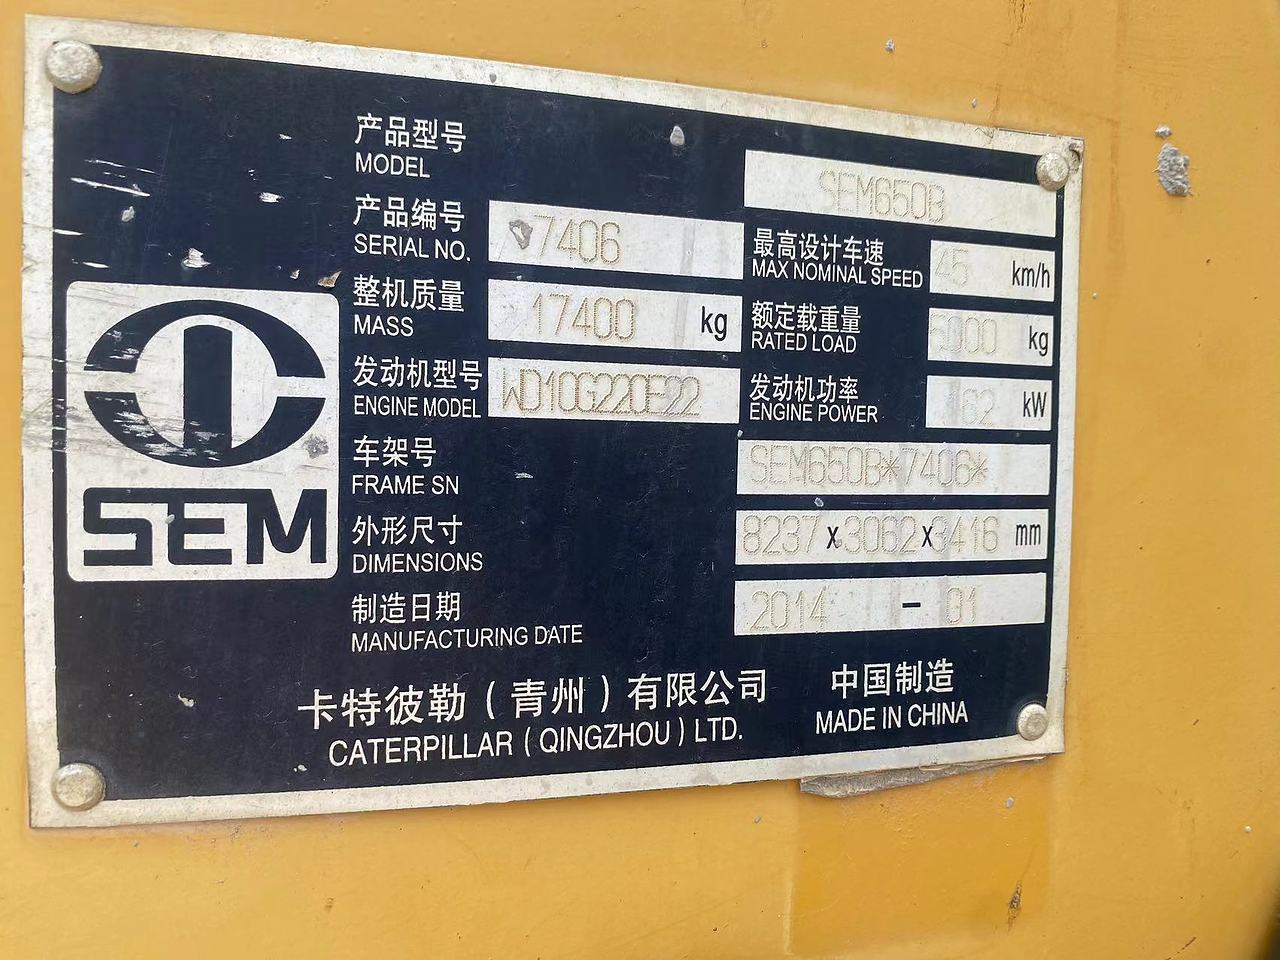 产品型号
MODEL
SEM650B
产品编号
SERIAL NO.
7406
最高设计车速
MAX NOMINAL SPEED
45 km/h
整机质量
MASS
17400 kg
额定载重量
RATED LOAD
5000 kg
发动机型号
ENGINE MODEL
WD10G220E22
发动机功率
ENGINE POWER
162 kW
车架号
FRAME SN
SEM650B*7406*
外形尺寸
DIMENSIONS
8237 x 3062 x 3416 mm
制造日期
MANUFACTURING DATE
2014 - 01
SEM
卡特彼勒（青州）有限公司
CATERPILLAR (QINGZHOU) LTD.
中国制造
MADE IN CHINA